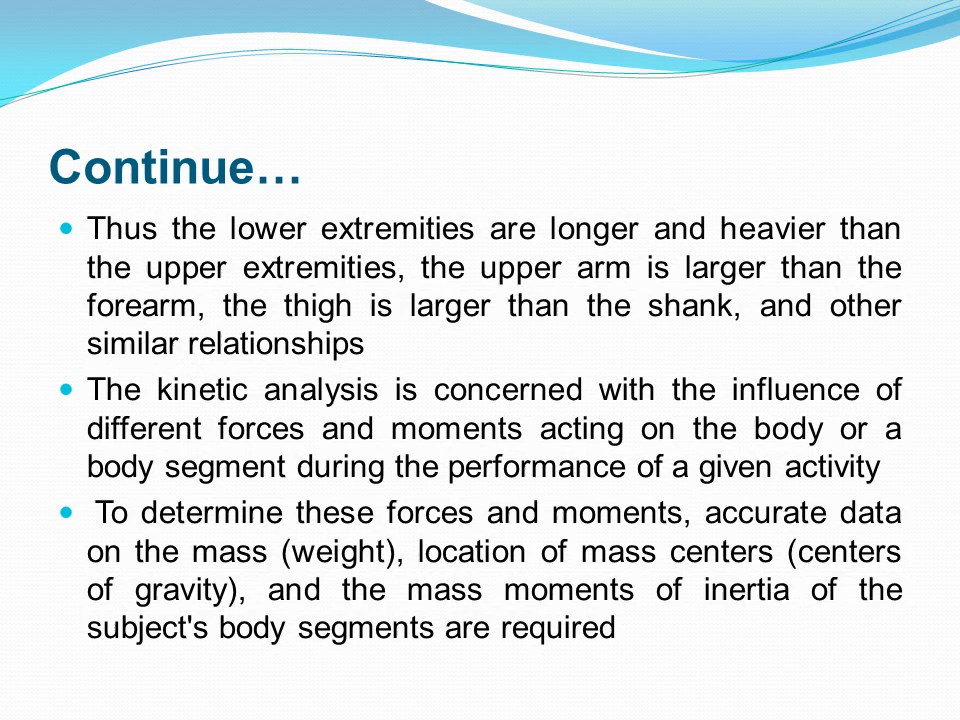 Continue…
Thus the lower extremities are longer and heavier than
the upper extremities, the upper arm is larger than the
forearm, the thigh is larger than the shank, and other
similar relationships
The kinetic analysis is concerned with the influence of
different forces and moments acting on the body or a
body segment during the performance of a given activity
To determine these forces and moments, accurate data
on the mass (weight), location of mass centers (centers
of gravity), and the mass moments of inertia of the
subject's body segments are required